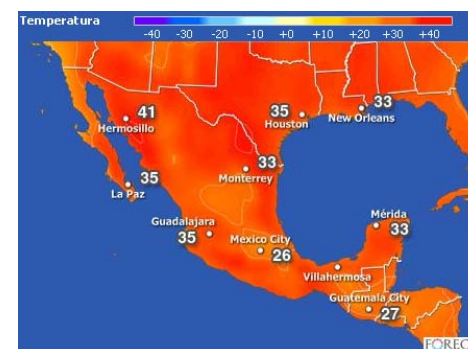 Temperatura
-40 -30 -20 -10 +0 +10 +20 +30 +40
41
Hermosillo
35
Houston
33
New Orleans
35
La Paz
33
Monterrey
Guadalajara
35
Mexico City
26
Mérida
33
Villahermosa
Guatemala City
27
FOREC